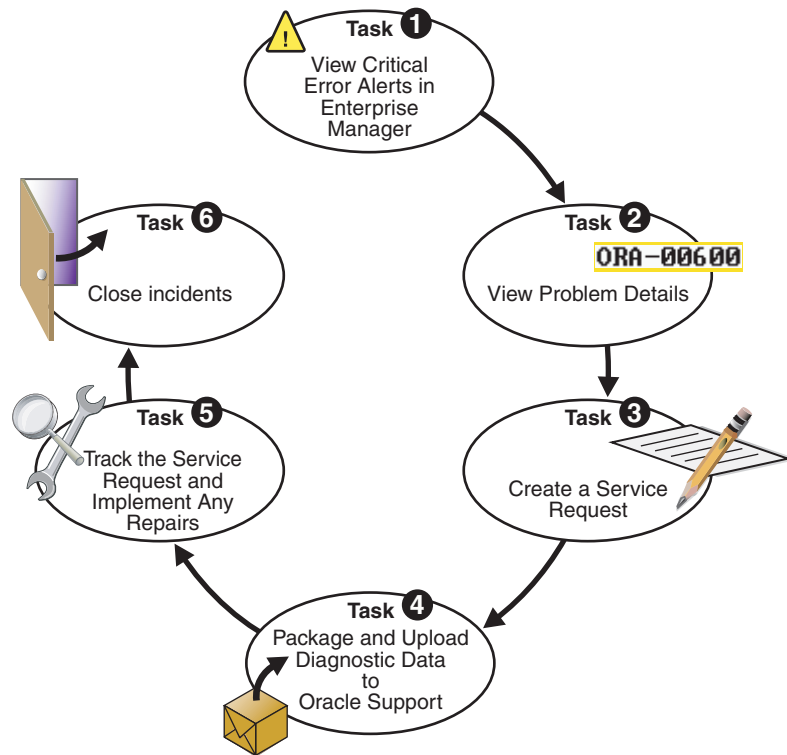 Task 1
!
View Critical
Error Alerts in
Enterprise
Manager
Task 2
ORA-00600
View Problem Details
Task 3
Create a Service
Request
Task 4
Package and Upload
Diagnostic Data
to
Oracle Support
Task 5
Track the Service
Request and
Implement Any
Repairs
Task 6
Close incidents